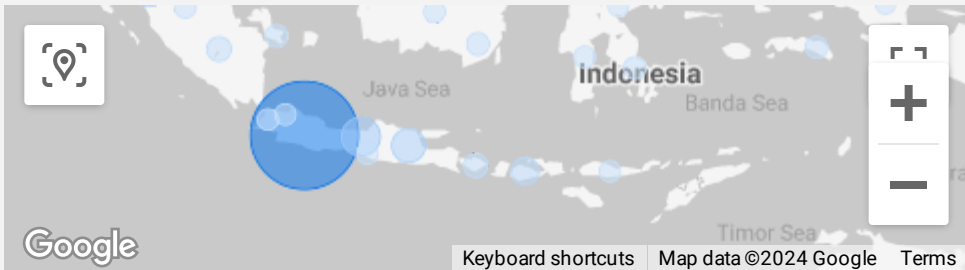 Java Sea
indonesia
Banda Sea
Timor Sea
Google
Keyboard shortcuts
Map data ©2024 Google
Terms